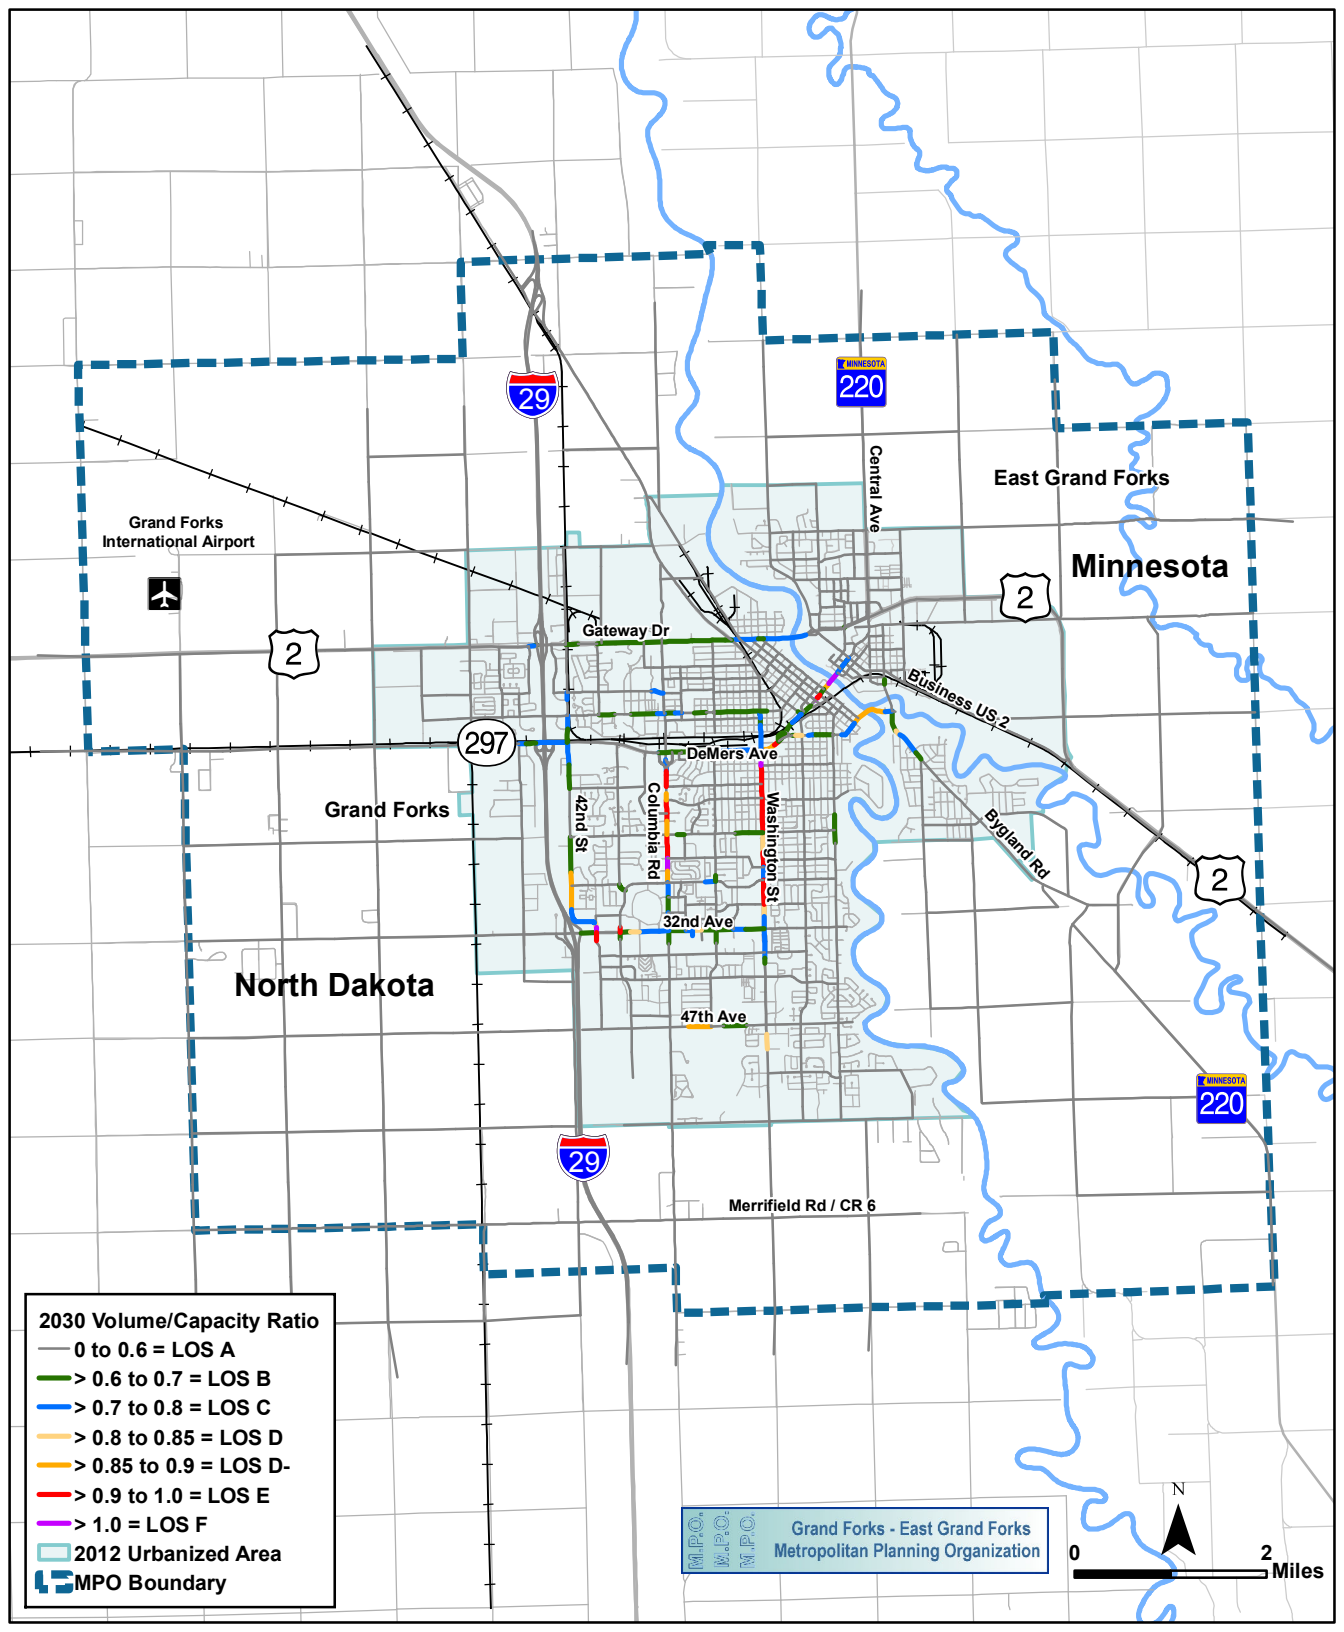 29
MINNESOTA
220
Central Ave
East Grand Forks
Grand Forks
International Airport
Minnesota
2
2
Gateway Dr
Business US 2
297
DeMers Ave
Grand Forks
42nd St
Columbia Rd
Washington St
Bygland Rd
2
32nd Ave
North Dakota
47th Ave
MINNESOTA
220
29
Merrifield Rd / CR 6
2030 Volume/Capacity Ratio
0 to 0.6 = LOS A
> 0.6 to 0.7 = LOS B
> 0.7 to 0.8 = LOS C
> 0.8 to 0.85 = LOS D
> 0.85 to 0.9 = LOS D-
> 0.9 to 1.0 = LOS E
> 1.0 = LOS F
2012 Urbanized Area
MPO Boundary
M.P.O.
M.P.O.
M.P.O.
Grand Forks - East Grand Forks
Metropolitan Planning Organization
N
0 2
Miles